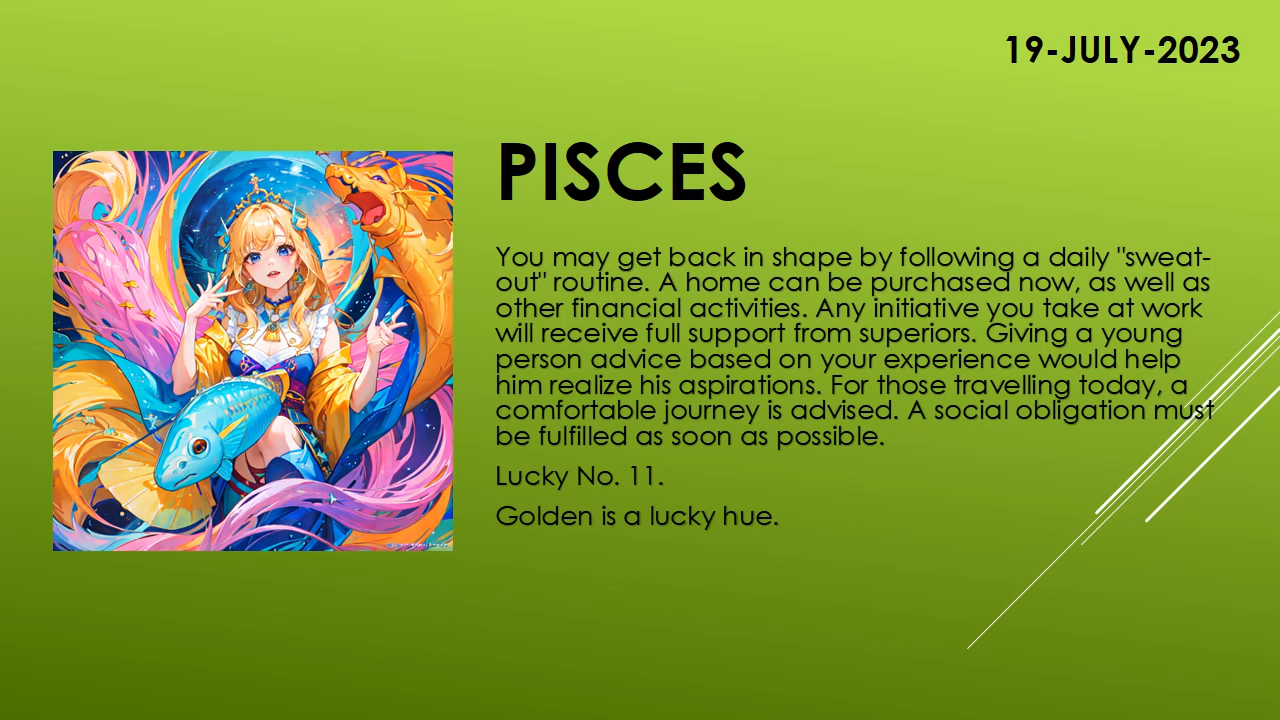 19-JULY-2023
PISCES
You may get back in shape by following a daily "sweat-
out" routine. A home can be purchased now, as well as
other financial activities. Any initiative you take at work
will receive full support from superiors. Giving a young
person advice based on your experience would help
him realize his aspirations. For those travelling today, a
comfortable journey is advised. A social obligation must
be fulfilled as soon as possible.
Lucky No. 11.
Golden is a lucky hue.